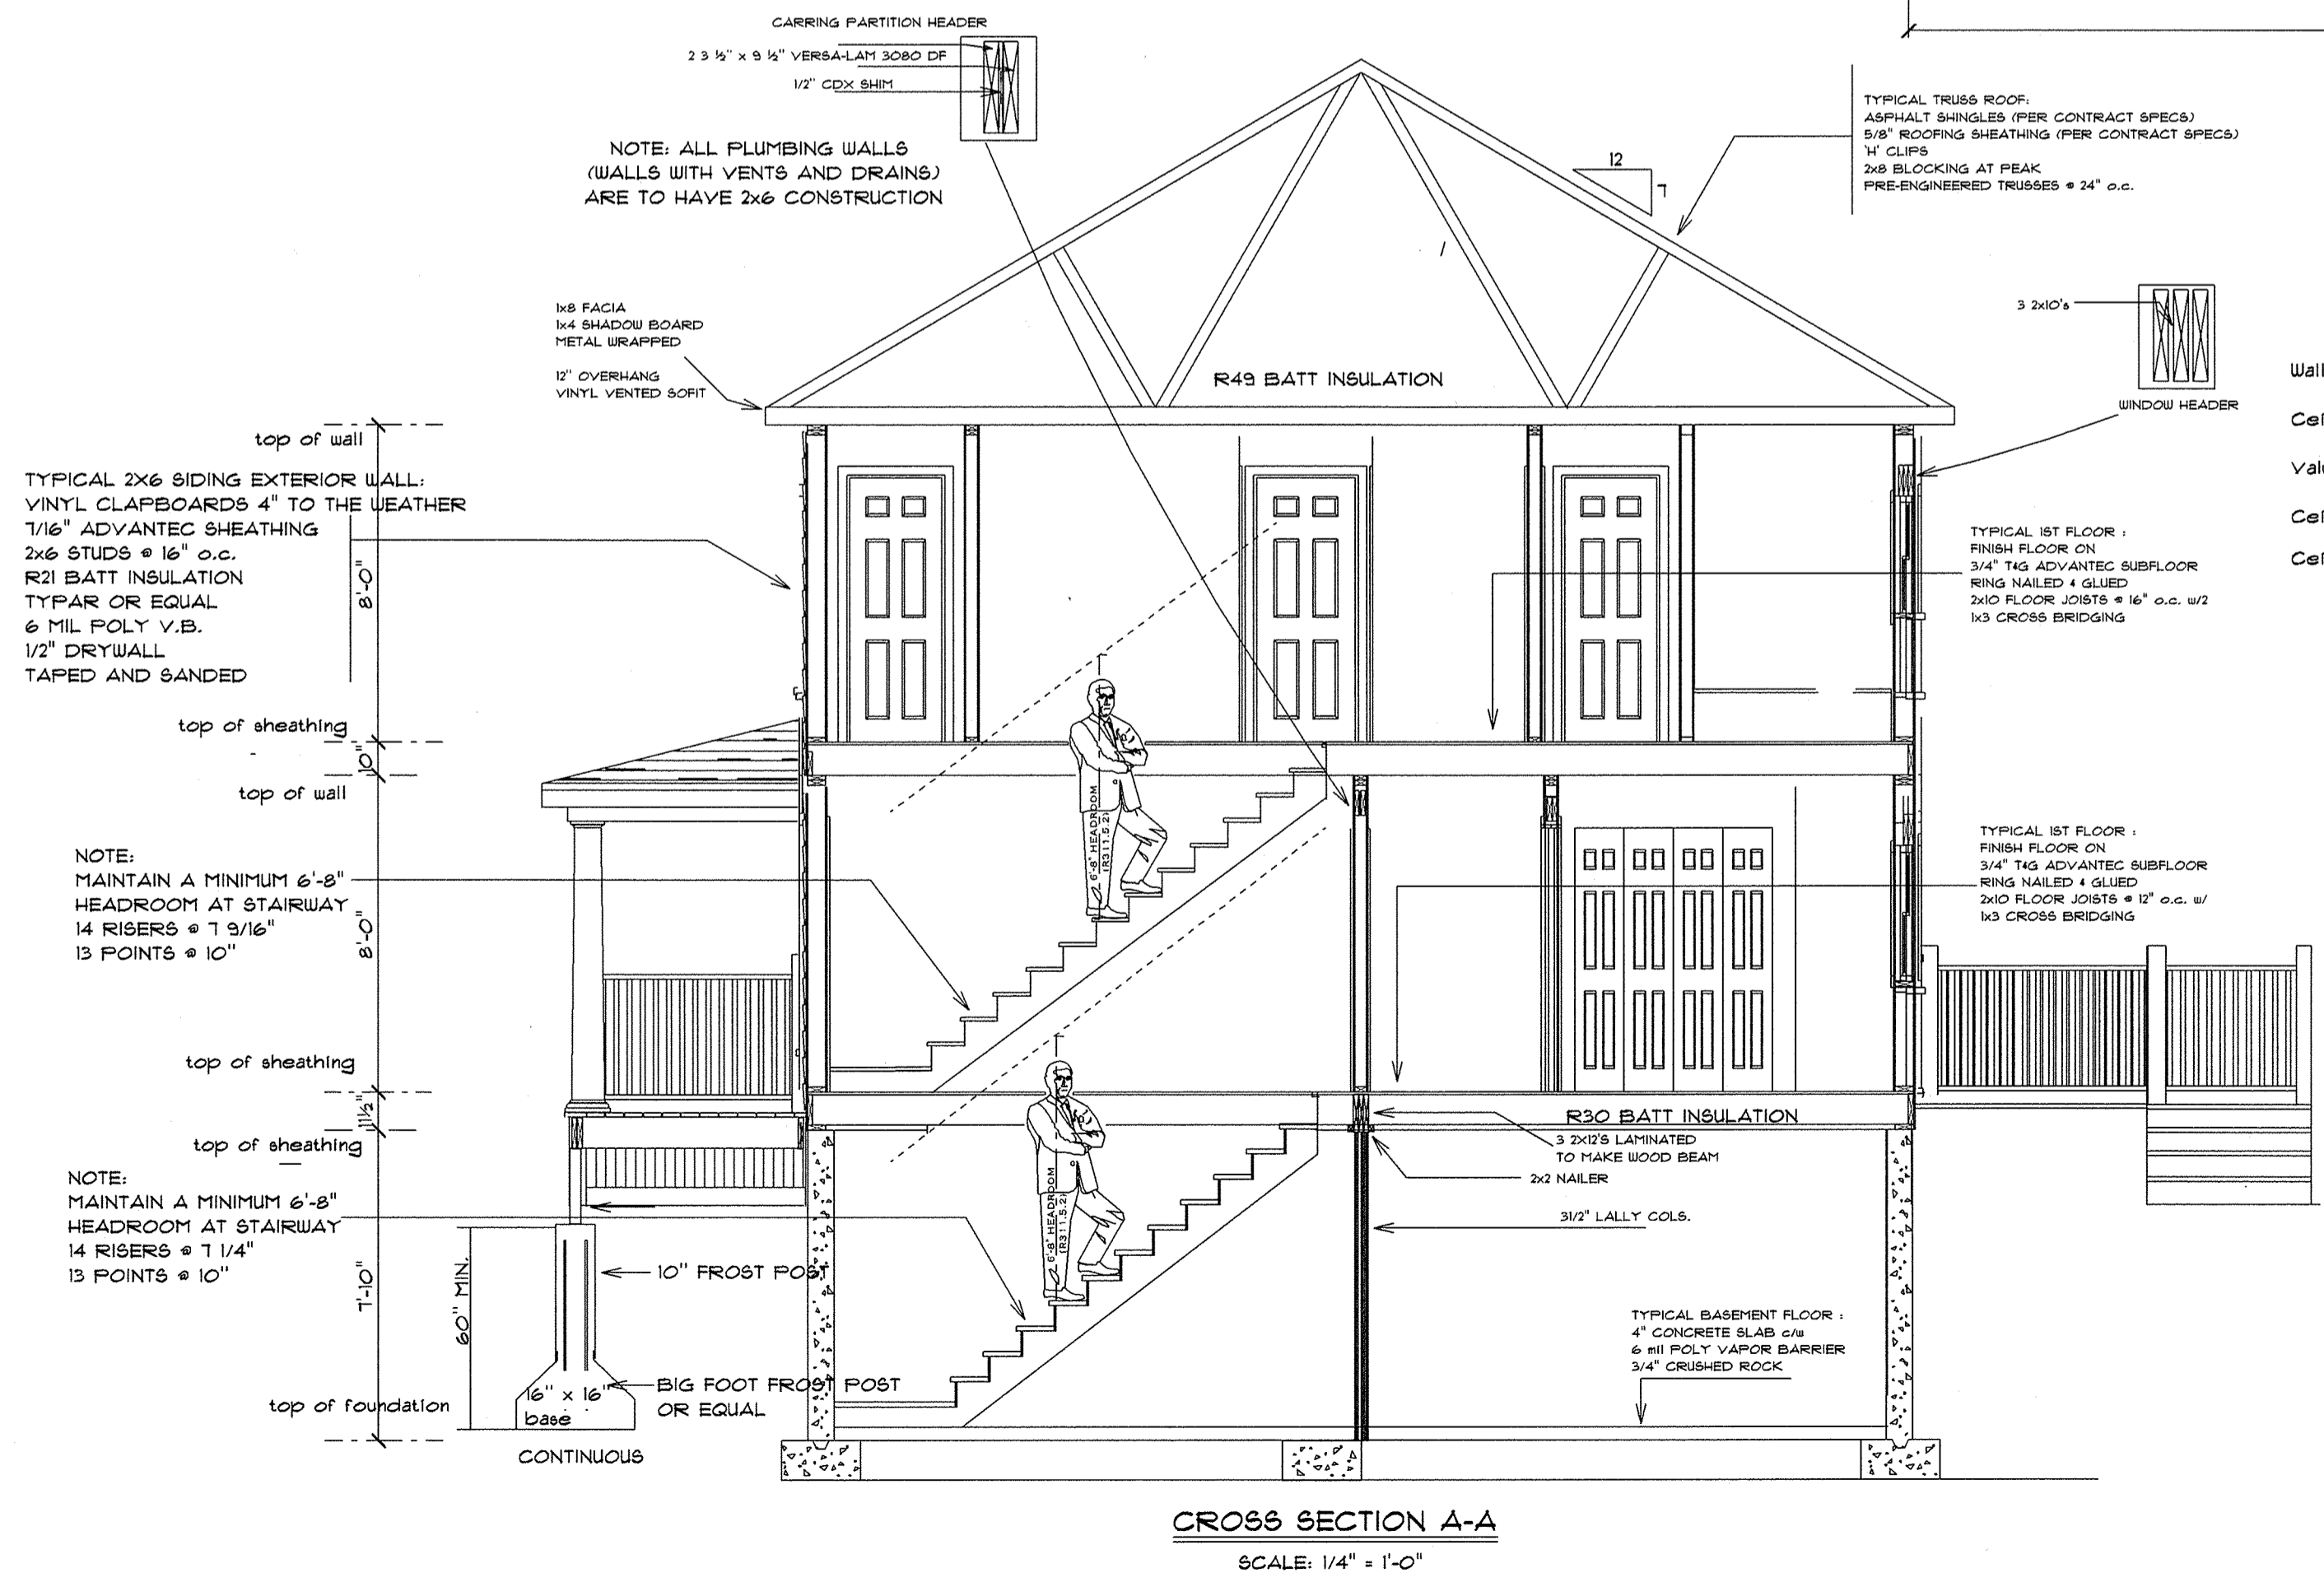 CARRING PARTITION HEADER
2 3 ½" x 9 ½" VERSA-LAM 3080 DF
1/2" CDX SHIM
NOTE: ALL PLUMBING WALLS
(WALLS WITH VENTS AND DRAINS)
ARE TO HAVE 2x6 CONSTRUCTION
12
7
TYPICAL TRUSS ROOF:
ASPHALT SHINGLES (PER CONTRACT SPECS)
5/8" ROOFING SHEATHING (PER CONTRACT SPECS)
'H' CLIPS
2x8 BLOCKING AT PEAK
PRE-ENGINEERED TRUSSES @ 24" o.c.
1x8 FACIA
1x4 SHADOW BOARD
METAL WRAPPED
12" OVERHANG
VINYL VENTED SOFIT
R49 BATT INSULATION
3 2x10's
WINDOW HEADER
Wall
top of wall
TYPICAL 2X6 SIDING EXTERIOR WALL:
VINYL CLAPBOARDS 4" TO THE WEATHER
7/16" ADVANTEC SHEATHING
2x6 STUDS @ 16" o.c.
R21 BATT INSULATION
TYPAR OR EQUAL
6 MIL POLY V.B.
1/2" DRYWALL
TAPED AND SANDED
8'-0"
TYPICAL 1ST FLOOR :
FINISH FLOOR ON
3/4" T&G ADVANTEC SUBFLOOR
RING NAILED & GLUED
2x10 FLOOR JOISTS @ 16" o.c. w/2
1x3 CROSS BRIDGING
top of sheathing
10"
top of wall
6'-8" HEADROOM
(R311.5.2)
NOTE:
MAINTAIN A MINIMUM 6'-8"
HEADROOM AT STAIRWAY
14 RISERS @ 7 9/16"
13 POINTS @ 10"
8'-0"
TYPICAL 1ST FLOOR :
FINISH FLOOR ON
3/4" T&G ADVANTEC SUBFLOOR
RING NAILED & GLUED
2x10 FLOOR JOISTS @ 12" o.c. w/
1x3 CROSS BRIDGING
top of sheathing
11½"
top of sheathing
R30 BATT INSULATION
3 2X12'S LAMINATED
TO MAKE WOOD BEAM
2x2 NAILER
31/2" LALLY COLS.
6'-8" HEADROOM
(R311.5.2)
NOTE:
MAINTAIN A MINIMUM 6'-8"
HEADROOM AT STAIRWAY
14 RISERS @ 7 1/4"
13 POINTS @ 10"
7'-10"
60" MIN.
10" FROST POST
BIG FOOT FROST POST
OR EQUAL
16" x 16"
base
top of foundation
CONTINUOUS
TYPICAL BASEMENT FLOOR :
4" CONCRETE SLAB c/w
6 mil POLY VAPOR BARRIER
3/4" CRUSHED ROCK
CROSS SECTION A-A
SCALE: 1/4" = 1'-0"